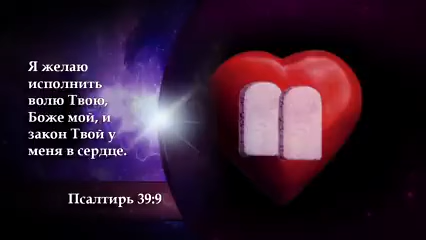 Я желаю
исполнить
волю Твою,
Боже мой, и
закон Твой у
меня в сердце.
Псалтирь 39:9